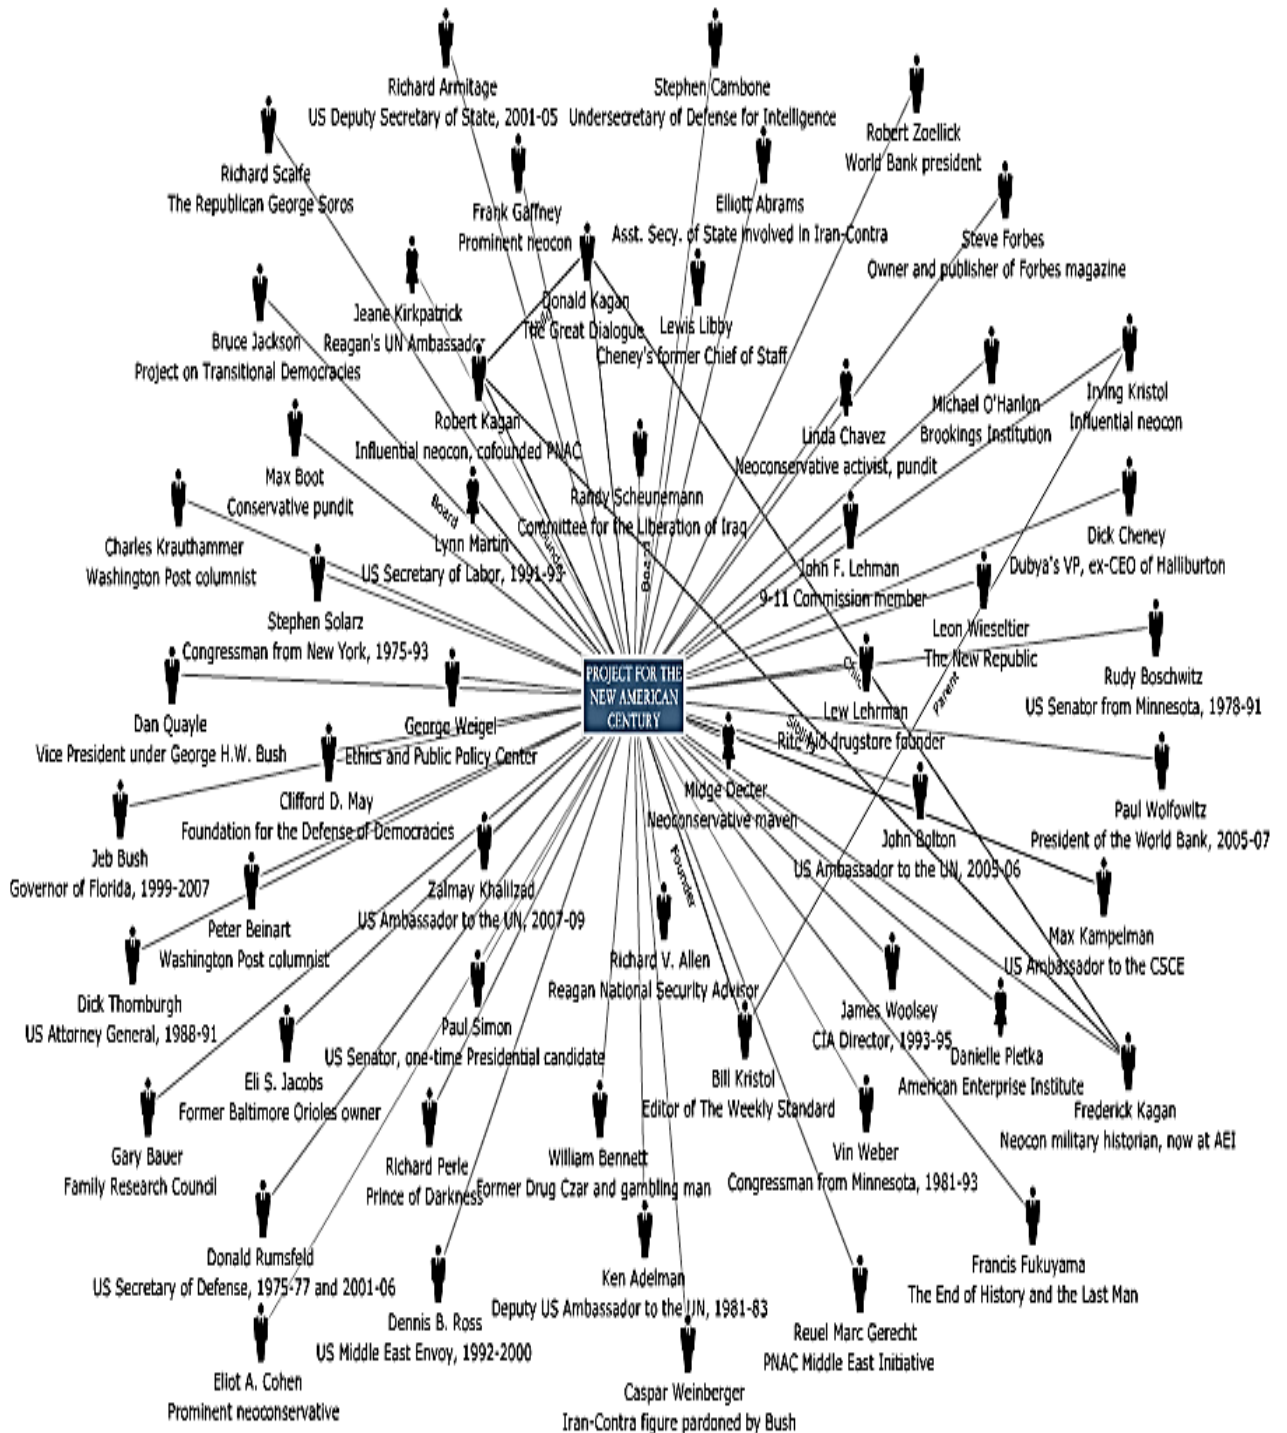 Richard Armitage
US Deputy Secretary of State, 2001-05
Stephen Cambone
Undersecretary of Defense for Intelligence
Robert Zoellick
World Bank president
Richard Scaife
The Republican George Soros
Frank Gaffney
Prominent neocon
Elliott Abrams
Asst. Secy. of State involved in Iran-Contra
Steve Forbes
Owner and publisher of Forbes magazine
Jeane Kirkpatrick
Reagan's UN Ambassador
Donald Kagan
The Great Dialogue
Child
Lewis Libby
Cheney's former Chief of Staff
Bruce Jackson
Project on Transitional Democracies
Robert Kagan
Influential neocon, cofounded PNAC
Linda Chavez
Neoconservative activist, pundit
Michael O'Hanlon
Brookings Institution
Irving Kristol
Influential neocon
Max Boot
Conservative pundit
Board
Lynn Martin
US Secretary of Labor, 1991-93
Founder
Randy Scheunemann
Committee for the Liberation of Iraq
Board
John F. Lehman
9-11 Commission member
Dick Cheney
Dubya's VP, ex-CEO of Halliburton
Charles Krauthammer
Washington Post columnist
Stephen Solarz
Congressman from New York, 1975-93
Leon Wieseltier
The New Republic
Rudy Boschwitz
US Senator from Minnesota, 1978-91
PROJECT FOR THE
NEW AMERICAN
CENTURY
Child
Parent
Sibling
Lew Lehrman
Rite Aid drugstore founder
Dan Quayle
Vice President under George H.W. Bush
George Weigel
Ethics and Public Policy Center
Midge Decter
Neoconservative maven
Paul Wolfowitz
President of the World Bank, 2005-07
Clifford D. May
Foundation for the Defense of Democracies
John Bolton
US Ambassador to the UN, 2005-06
Jeb Bush
Governor of Florida, 1999-2007
Founder
Zalmay Khalilzad
US Ambassador to the UN, 2007-09
Peter Beinart
Washington Post columnist
Richard V. Allen
Reagan National Security Advisor
Max Kampelman
US Ambassador to the CSCE
Dick Thornburgh
US Attorney General, 1988-91
Paul Simon
US Senator, one-time Presidential candidate
James Woolsey
CIA Director, 1993-95
Danielle Pletka
American Enterprise Institute
Eli S. Jacobs
Former Baltimore Orioles owner
Bill Kristol
Editor of The Weekly Standard
Frederick Kagan
Neocon military historian, now at AEI
Gary Bauer
Family Research Council
Richard Perle
Prince of Darkness
William Bennett
Former Drug Czar and gambling man
Vin Weber
Congressman from Minnesota, 1981-93
Donald Rumsfeld
US Secretary of Defense, 1975-77 and 2001-06
Ken Adelman
Deputy US Ambassador to the UN, 1981-83
Francis Fukuyama
The End of History and the Last Man
Dennis B. Ross
US Middle East Envoy, 1992-2000
Reuel Marc Gerecht
PNAC Middle East Initiative
Eliot A. Cohen
Prominent neoconservative
Caspar Weinberger
Iran-Contra figure pardoned by Bush